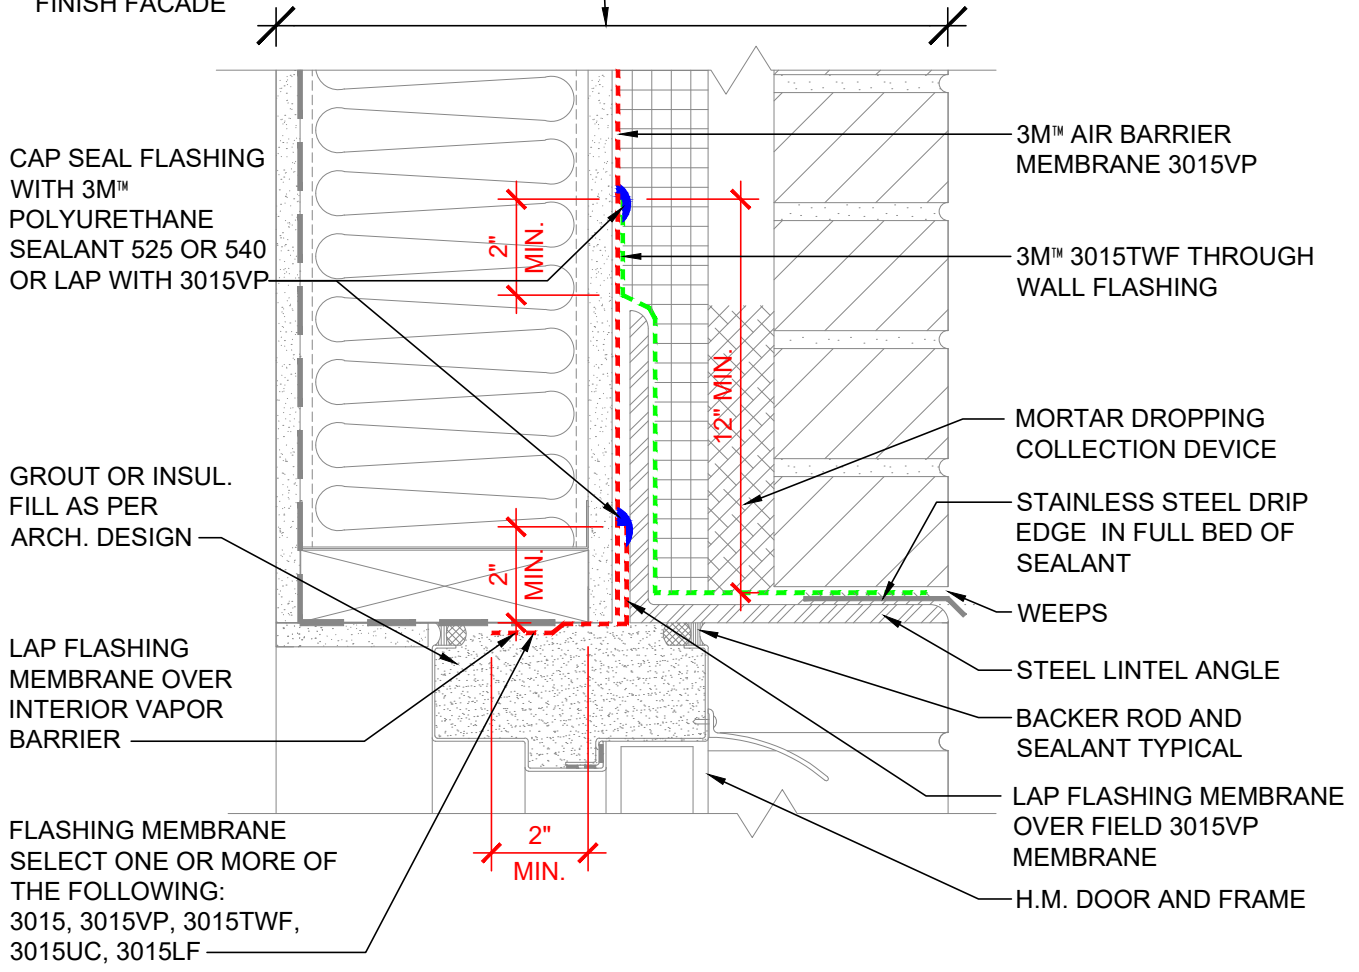 FINISH FACADE
CAP SEAL FLASHING
WITH 3M™
POLYURETHANE
SEALANT 525 OR 540
OR LAP WITH 3015VP
GROUT OR INSUL.
FILL AS PER
ARCH. DESIGN
LAP FLASHING
MEMBRANE OVER
INTERIOR VAPOR
BARRIER
FLASHING MEMBRANE
SELECT ONE OR MORE OF
THE FOLLOWING:
3015, 3015VP, 3015TWF,
3015UC, 3015LF
2"
MIN.
2"
MIN.
2"
MIN.
12" MIN.
3M™ AIR BARRIER
MEMBRANE 3015VP
3M™ 3015TWF THROUGH
WALL FLASHING
MORTAR DROPPING
COLLECTION DEVICE
STAINLESS STEEL DRIP
EDGE IN FULL BED OF
SEALANT
WEEPS
STEEL LINTEL ANGLE
BACKER ROD AND
SEALANT TYPICAL
LAP FLASHING MEMBRANE
OVER FIELD 3015VP
MEMBRANE
H.M. DOOR AND FRAME